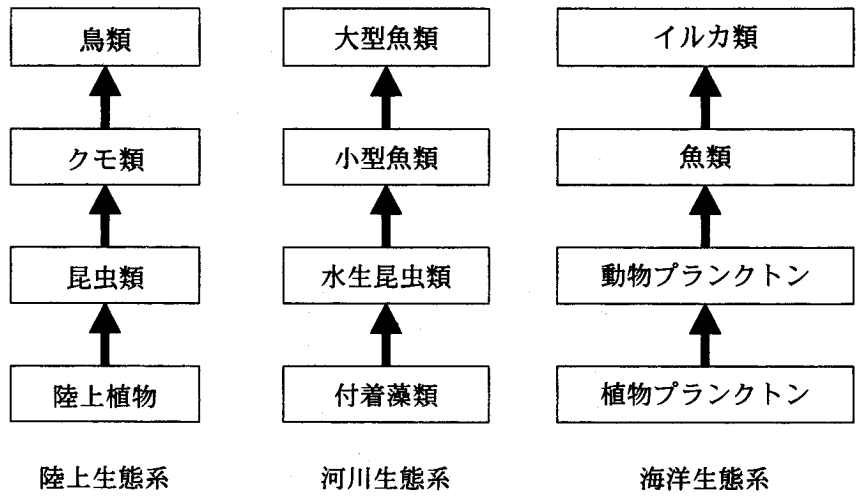 鳥類
大型魚類
イルカ類
クモ類
小型魚類
魚類
昆虫類
水生昆虫類
動物プランクトン
陸上植物
付着藻類
植物プランクトン
陸上生態系
河川生態系
海洋生態系